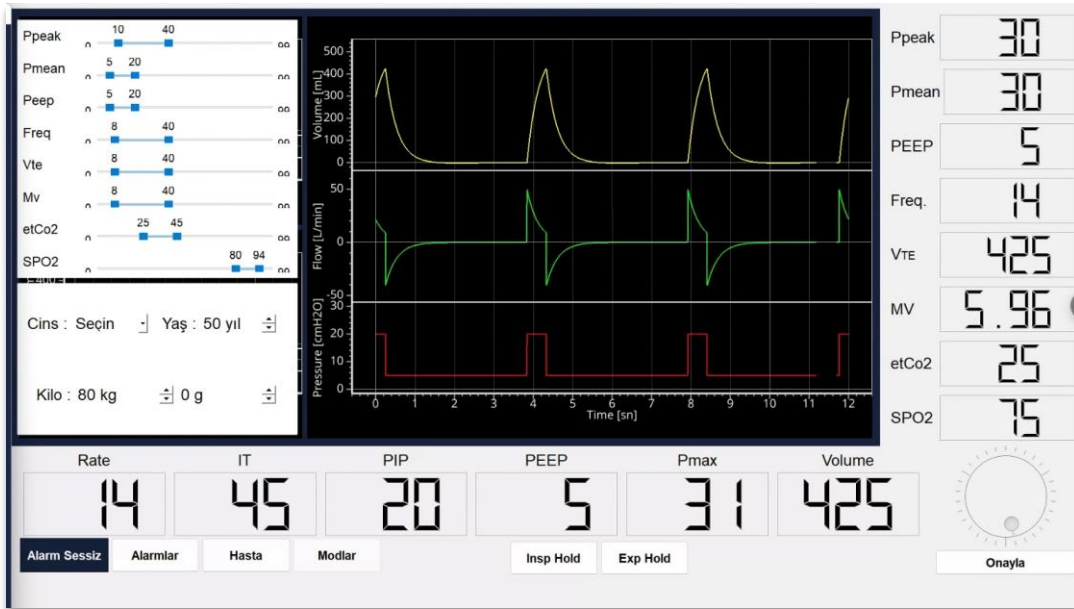 Ppeak 10 40
Pmean 5 20
Peep 5 20
Freq 8 40
Vte 8 40
Mv 8 40
etCo2 25 45
SPO2 80 94
Cins : Seçin Yaş : 50 yıl
Kilo : 80 kg 0 g
Volume [mL]
500
400
300
200
100
0
Flow [L/min]
50
0
-50
Pressure [cmH2O]
30
20
10
0
0 1 2 3 4 5 6 7 8 9 10 11 12
Time [sn]
Ppeak 30
Pmean 30
PEEP 5
Freq. 14
VTE 425
MV 5.96
etCo2 25
SPO2 75
Rate IT PIP PEEP Pmax Volume
14 45 20 5 31 425
Alarm Sessiz Alarmlar Hasta Modlar Insp Hold Exp Hold Onayla